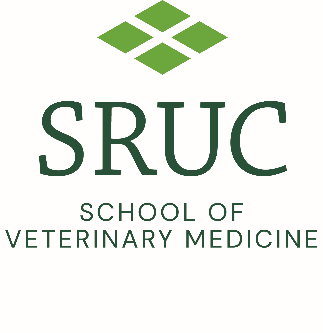 SRUC
SCHOOL OF
VETERINARY MEDICINE